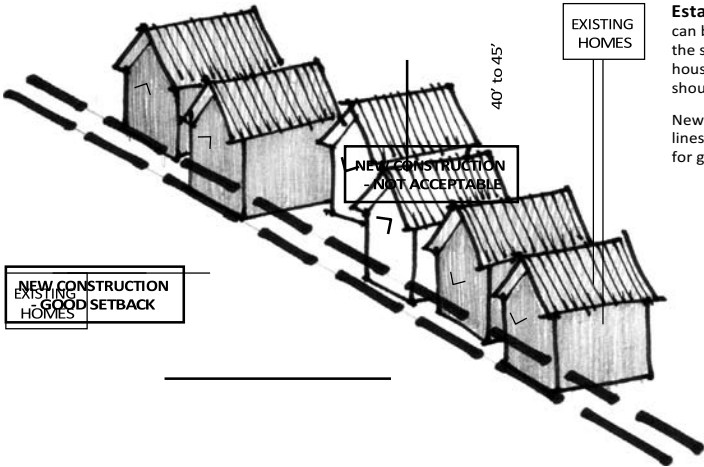 EXISTING
HOMES
40' to 45'
NEW CONSTRUCTION
- NOT ACCEPTABLE
NEW CONSTRUCTION
- GOOD SETBACK
EXISTING
HOMES
Esta
can b
the s
hous
shou
New
lines
for g